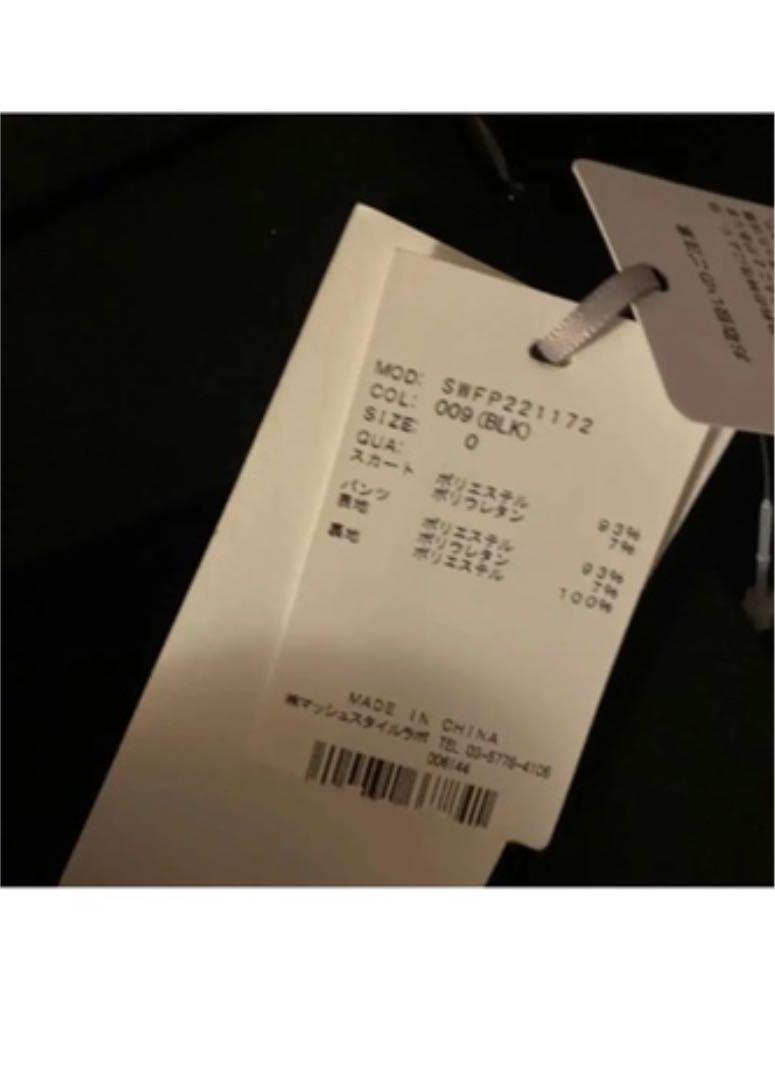 MOD: SWFP221172
COL: 009 (BLK)
SIZE: 0
QUA:
スカート ポリエステル 93%
ポリウレタン 7%
パンツ
表地 ポリエステル 93%
ポリウレタン 7%
裏地 ポリエステル 100%
MADE IN CHINA
㈱マッシュスタイルラボ TEL 03-5778-4106
006144